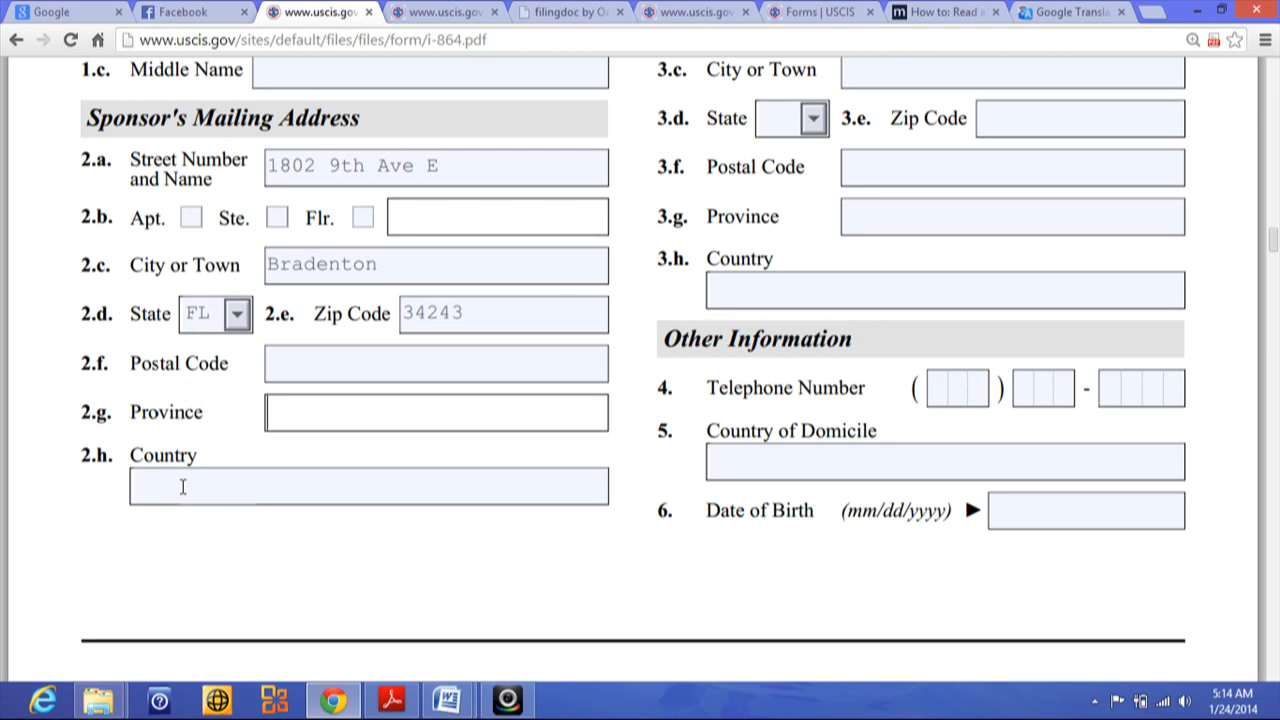 Google
Facebook
www.uscis.gov
www.uscis.gov
filingdoc by O
www.uscis.gov
Forms | USCIS
How to: Read
Google Transla
www.uscis.gov/sites/default/files/files/form/i-864.pdf
1.c. Middle Name
Sponsor's Mailing Address
2.a. Street Number and Name 1802 9th Ave E
2.b. Apt. Ste. Flr.
2.c. City or Town Bradenton
2.d. State FL 2.e. Zip Code 34243
2.f. Postal Code
2.g. Province
2.h. Country
3.c. City or Town
3.d. State 3.e. Zip Code
3.f. Postal Code
3.g. Province
3.h. Country
Other Information
4. Telephone Number ( ) -
5. Country of Domicile
6. Date of Birth (mm/dd/yyyy) ►
5:14 AM
1/24/2014